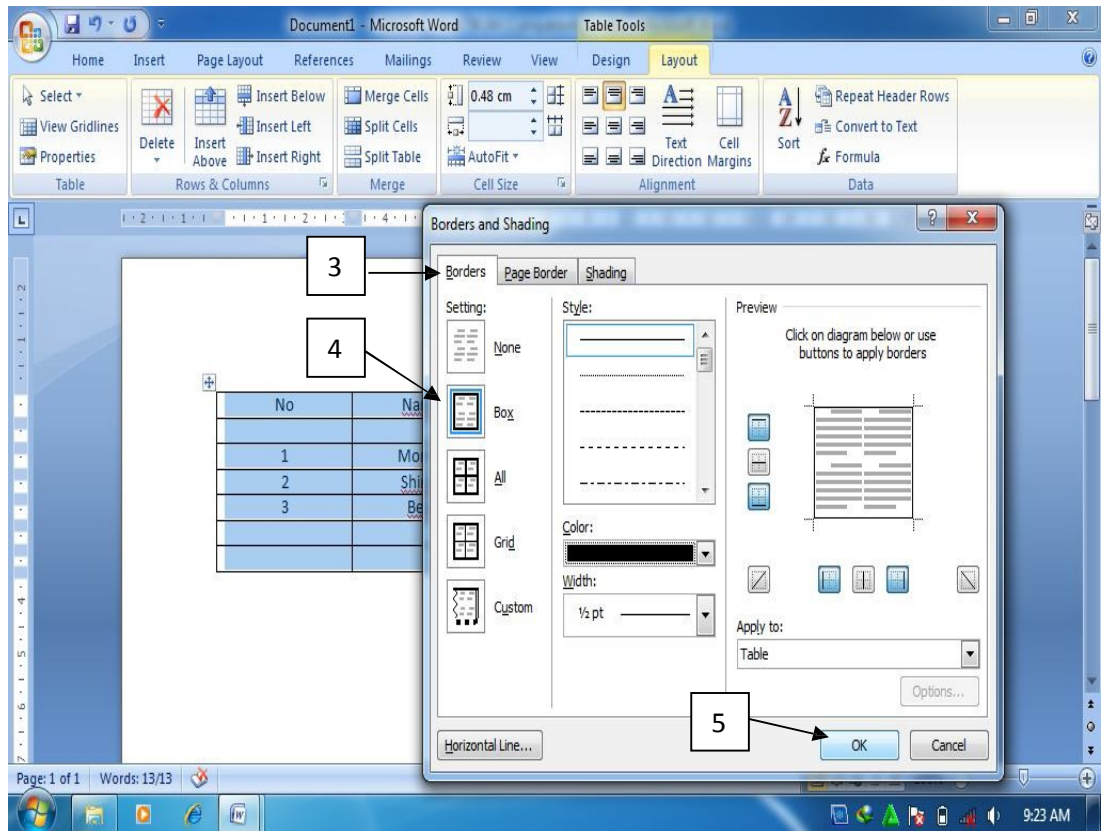 Document1 - Microsoft Word
Table Tools
Home Insert Page Layout References Mailings Review View Design Layout
Select
View Gridlines
Properties
Table
Delete
Insert Above
Insert Below
Insert Left
Insert Right
Rows & Columns
Merge Cells
Split Cells
Split Table
Merge
0.48 cm
AutoFit
Cell Size
Text Direction
Cell Margins
Alignment
Sort
Repeat Header Rows
Convert to Text
Formula
Data
No
1
2
3
3
4
5
Borders and Shading
Borders Page Border Shading
Setting:
None
Box
All
Grid
Custom
Style:
Color:
Width:
½ pt
Preview
Click on diagram below or use
buttons to apply borders
Apply to:
Table
Options...
Horizontal Line...
OK
Cancel
Page: 1 of 1 Words: 13/13
9:23 AM